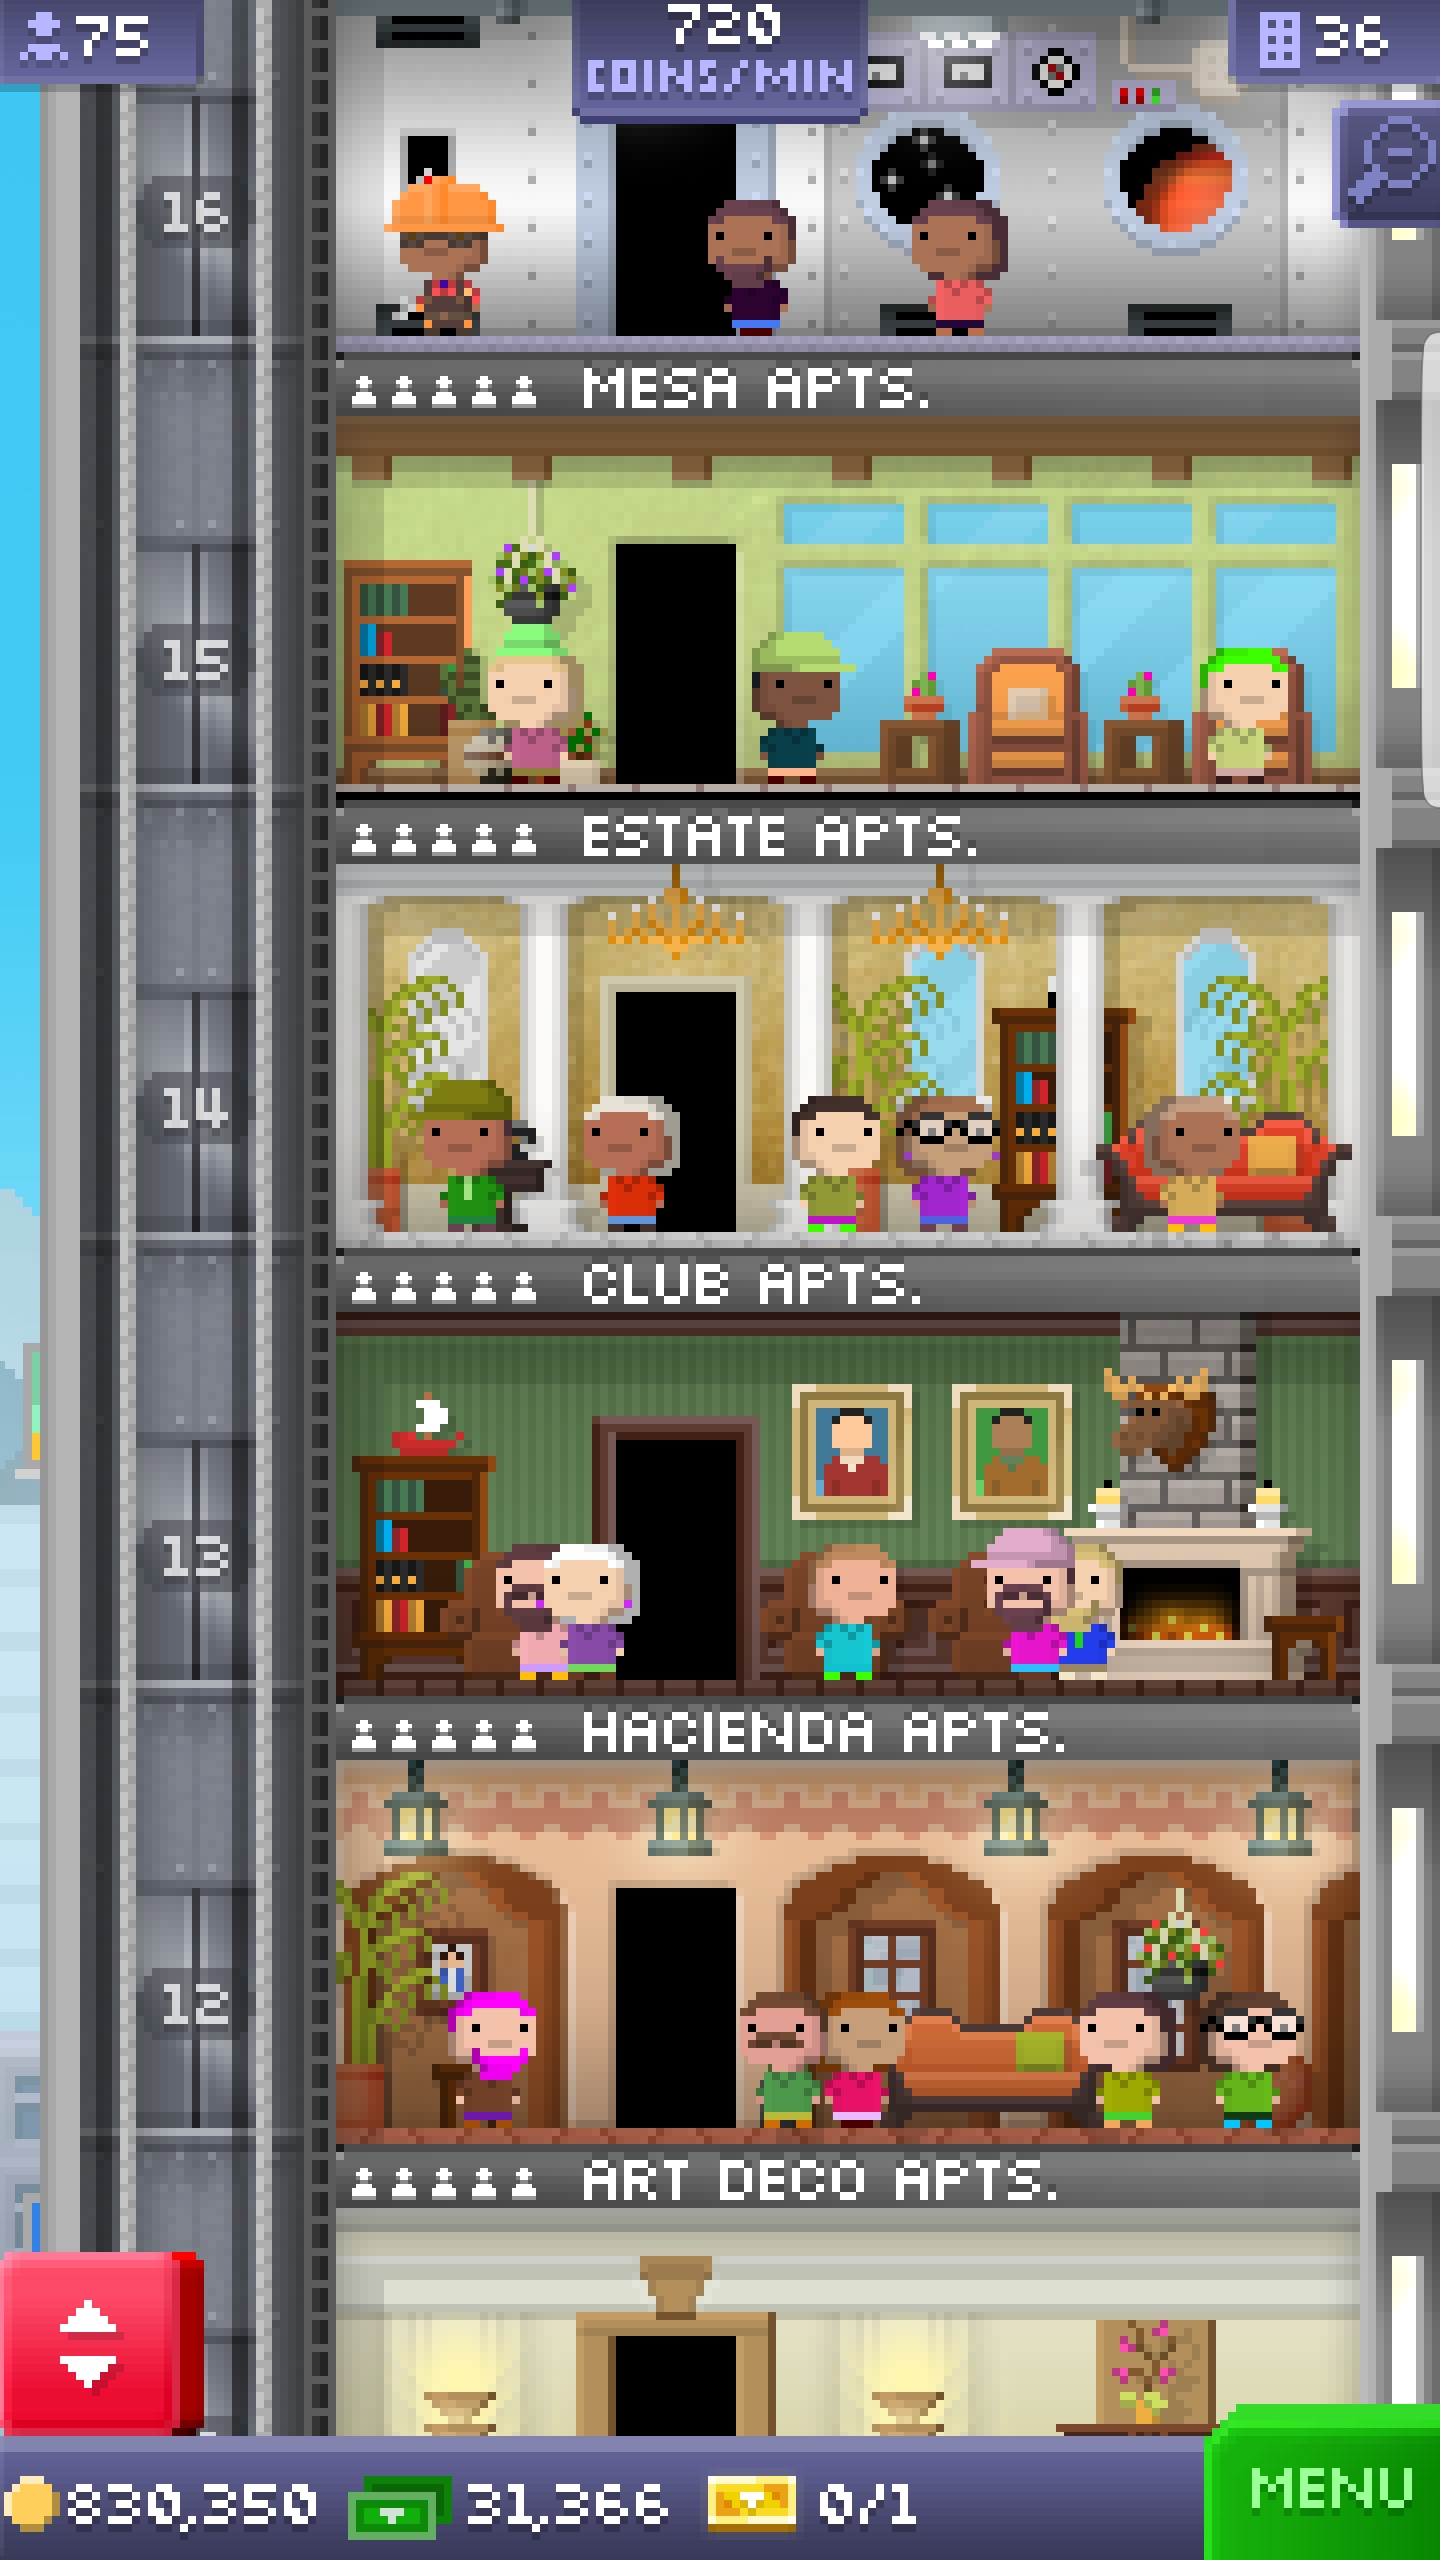 75
720
COINS/MIN
36
16
MESA APTS.
15
ESTATE APTS.
14
CLUB APTS.
13
HACIENDA APTS.
12
ART DECO APTS.
830,350
31,366
0/1
MENU